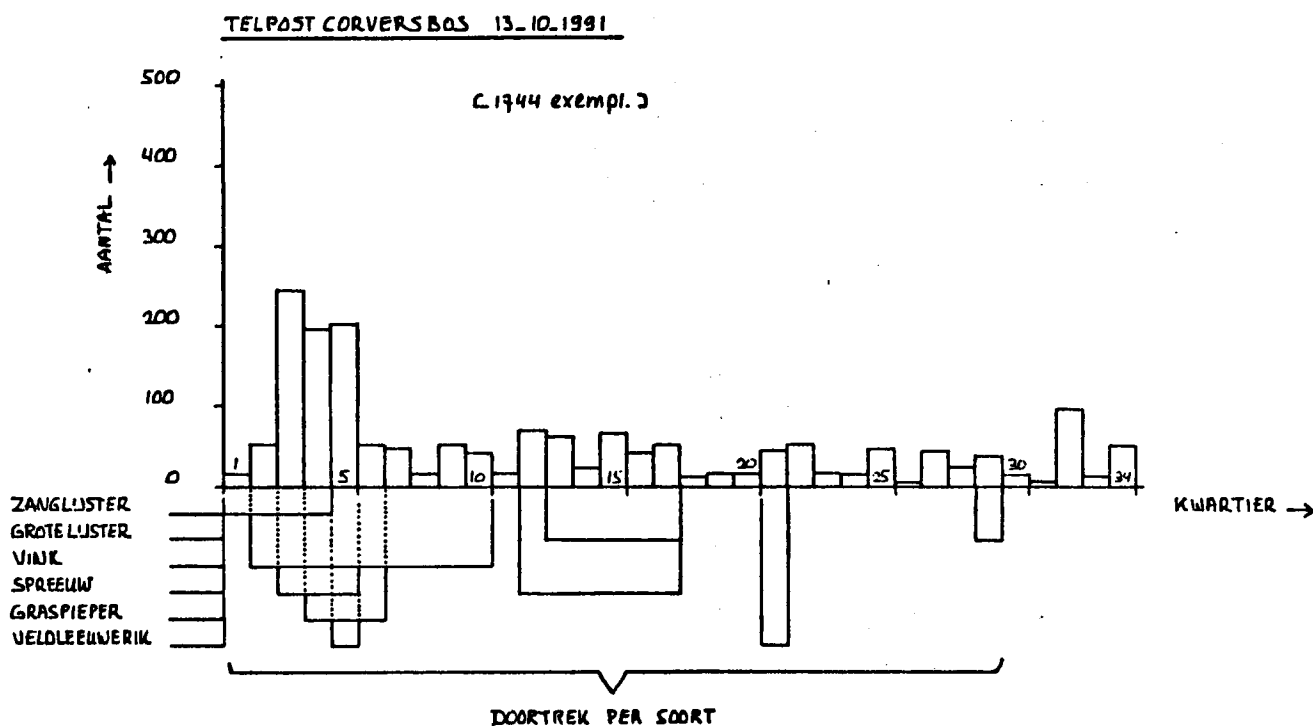 TELPOST CORVERSBOS 13-10-1991
[1744 exempl.]
AANTAL →
500
400
300
200
100
0
1 5 10 15 20 25 30 34
KWARTIER →
ZANGLIJSTER
GROTE LIJSTER
VINK
SPREEUW
GRASPIEPER
VELDLEEUWERIK
DOORTREK PER SOORT